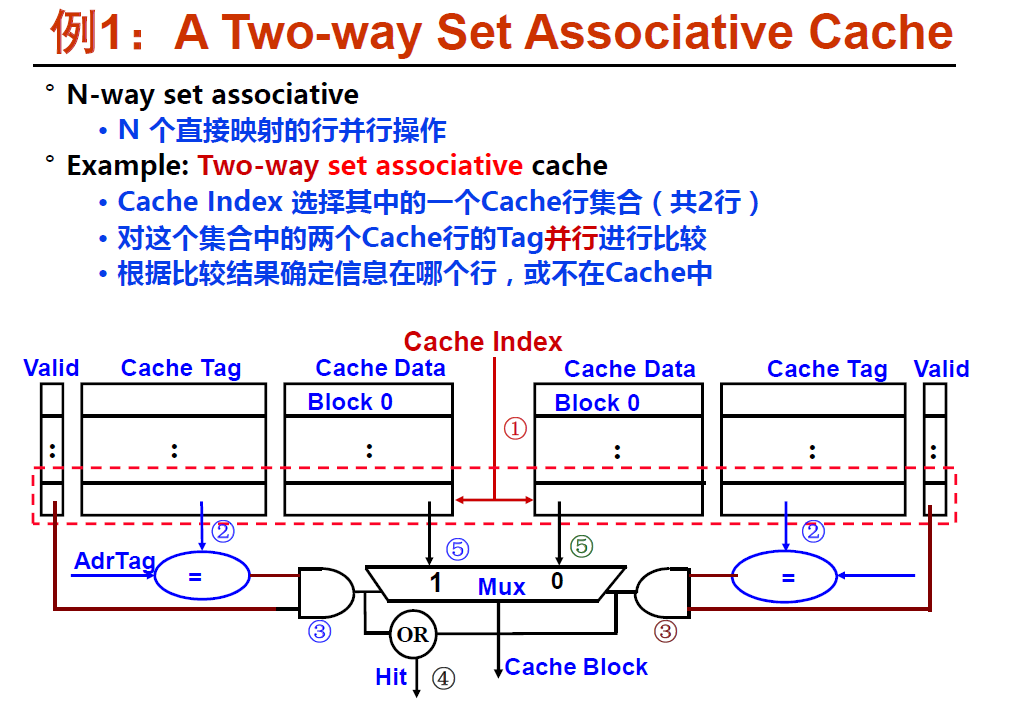 例1：A Two-way Set Associative Cache
° N-way set associative
• N 个直接映射的行并行操作
° Example: Two-way set associative cache
• Cache Index 选择其中的一个Cache行集合（共2行）
• 对这个集合中的两个Cache行的Tag并行进行比较
• 根据比较结果确定信息在哪个行，或不在Cache中
Cache Index
Valid Cache Tag Cache Data Cache Data Cache Tag Valid
Block 0 Block 0
①
: : : : : :
② ⑤ ⑤ ②
AdrTag = 1 Mux 0 =
③ OR ③
Hit ④ Cache Block